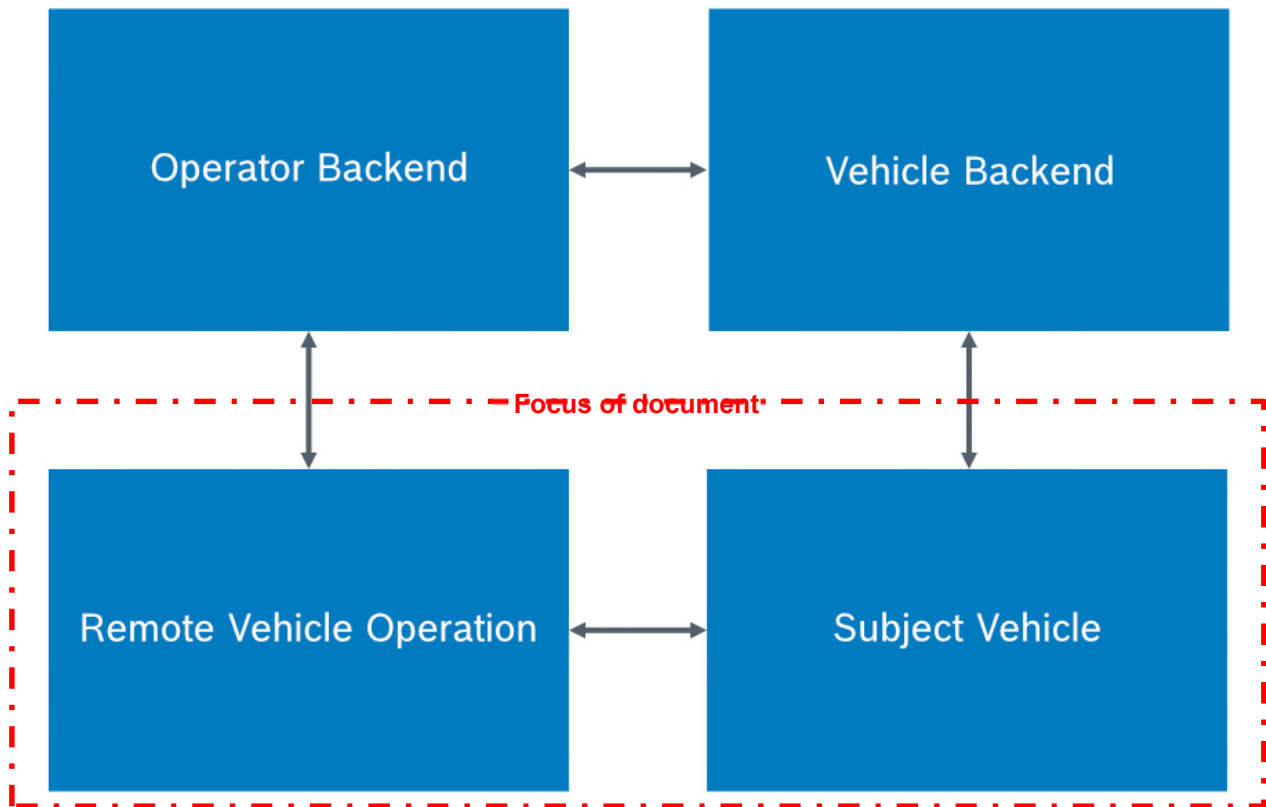 Operator Backend
Vehicle Backend
Focus of document
Remote Vehicle Operation
Subject Vehicle